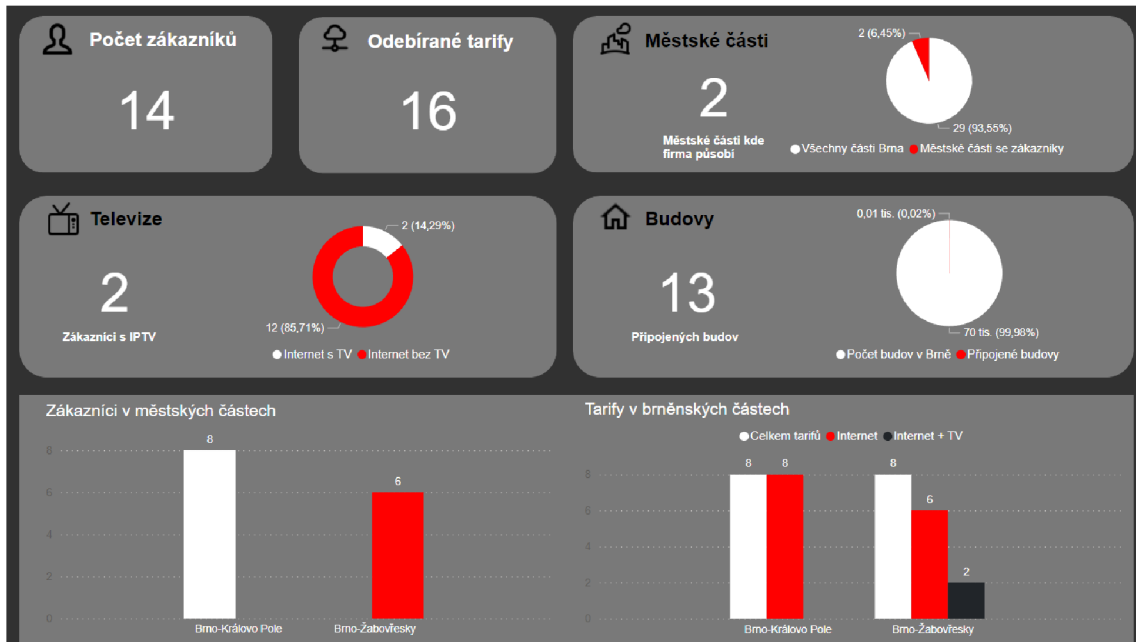 Počet zákazníků
14
Odebírané tarify
16
Městské části
2
Městské části kde
firma působí
2 (6,45%)
29 (93,55%)
Všechny části Brna Městské části se zákazníky
Televize
2
Zákazníci s IPTV
2 (14,29%)
12 (85,71%)
Internet s TV Internet bez TV
Budovy
13
Připojených budov
0,01 tis. (0,02%)
70 tis. (99,98%)
Počet budov v Brně Připojené budovy
Zákazníci v městských částech
8
6
4
2
0
8
6
Brno-Královo Pole Brno-Žabovřesky
Tarify v brněnských částech
Celkem tarifů Internet Internet + TV
8
6
4
2
0
8 8 8
6
2
Brno-Královo Pole Brno-Žabovřesky